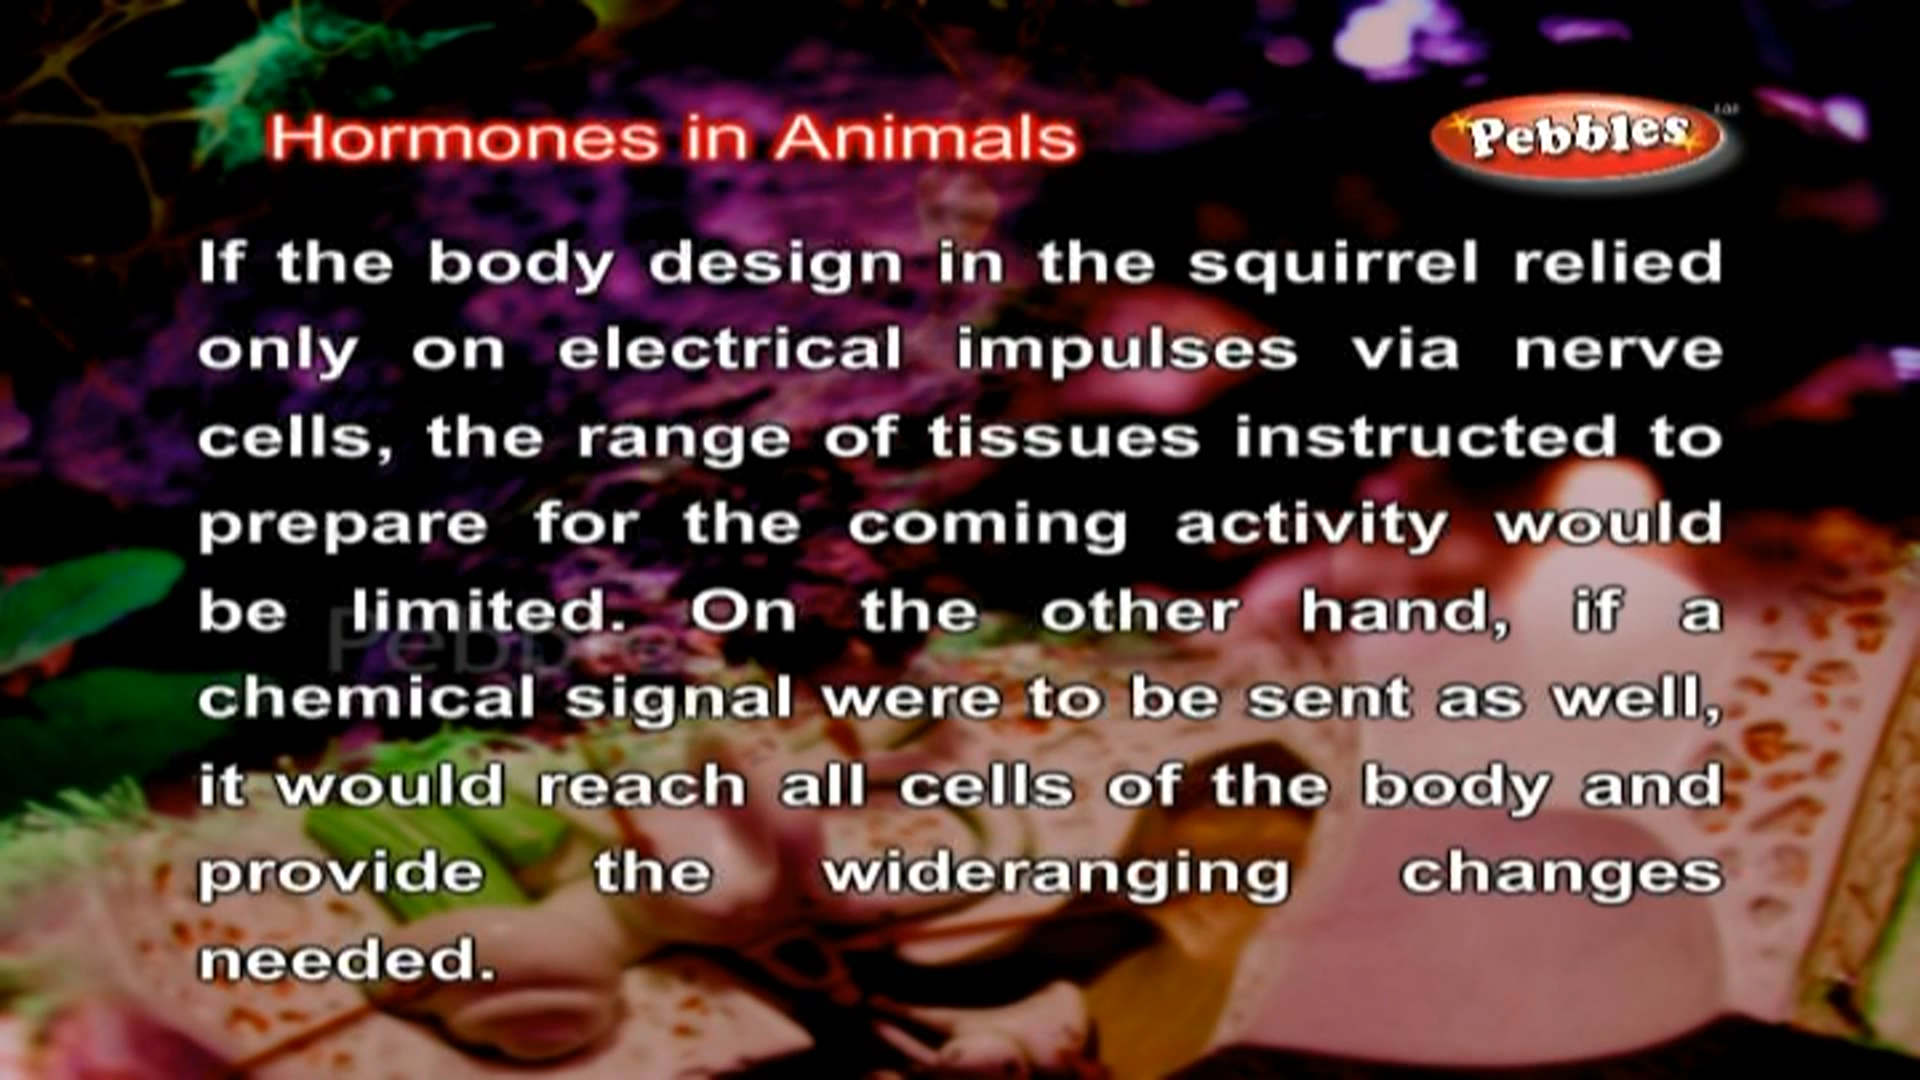 Hormones in Animals
Pebbles
If the body design in the squirrel relied
only on electrical impulses via nerve
cells, the range of tissues instructed to
prepare for the coming activity would
be limited. On the other hand, if a
chemical signal were to be sent as well,
it would reach all cells of the body and
provide the wideranging changes
needed.